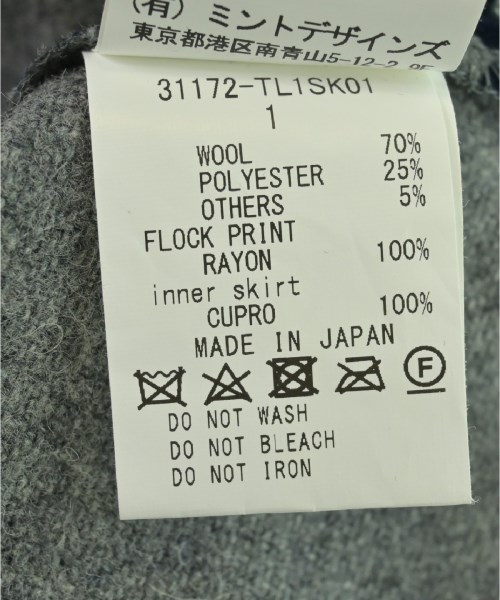 (有) ミントデザインズ
東京都港区南青山5-12-2
31172-TL1SK01
1
WOOL 70%
POLYESTER 25%
OTHERS 5%
FLOCK PRINT
RAYON 100%
inner skirt
CUPRO 100%
MADE IN JAPAN
F
DO NOT WASH
DO NOT BLEACH
DO NOT IRON